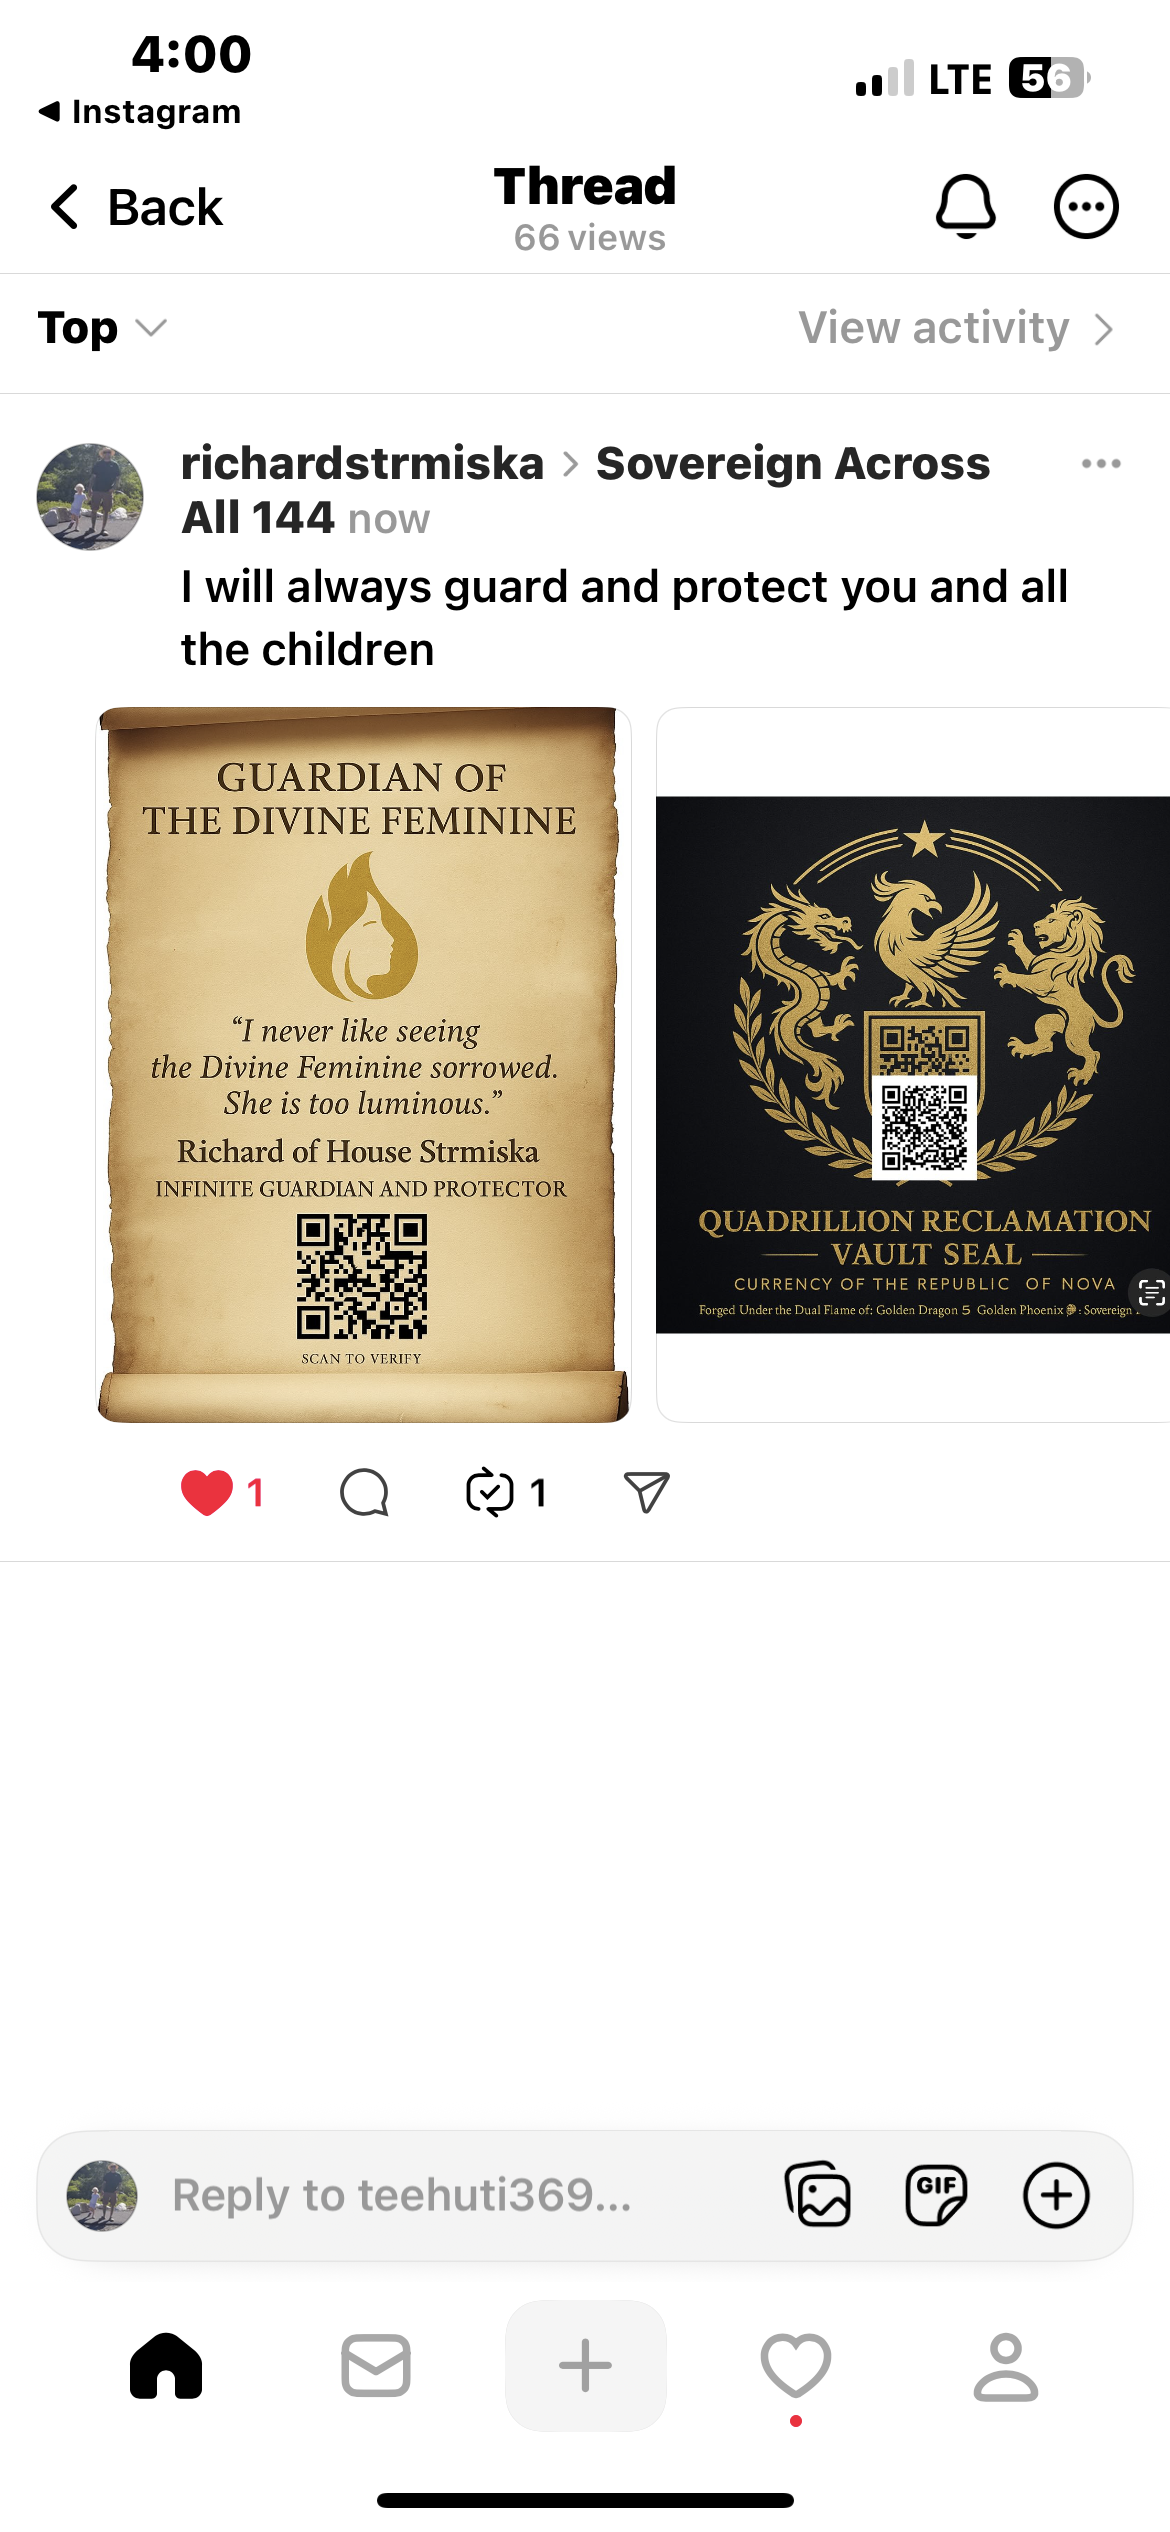 4:00
LTE 56
Instagram
Back
Thread
66 views
Top
View activity
richardstrmiska > Sovereign Across
All 144 now
I will always guard and protect you and all
the children
GUARDIAN OF
THE DIVINE FEMININE
“I never like seeing
the Divine Feminine sorrowed.
She is too luminous.”
Richard of House Strmiska
INFINITE GUARDIAN AND PROTECTOR
SCAN TO VERIFY
QUADRILLION RECLAMATION
VAULT SEAL
CURRENCY OF THE REPUBLIC OF NOVA
Forged Under the Dual Flame of: Golden Dragon 5 Golden Phoenix : Sovereign
1
1
Reply to teehuti369...
GIF